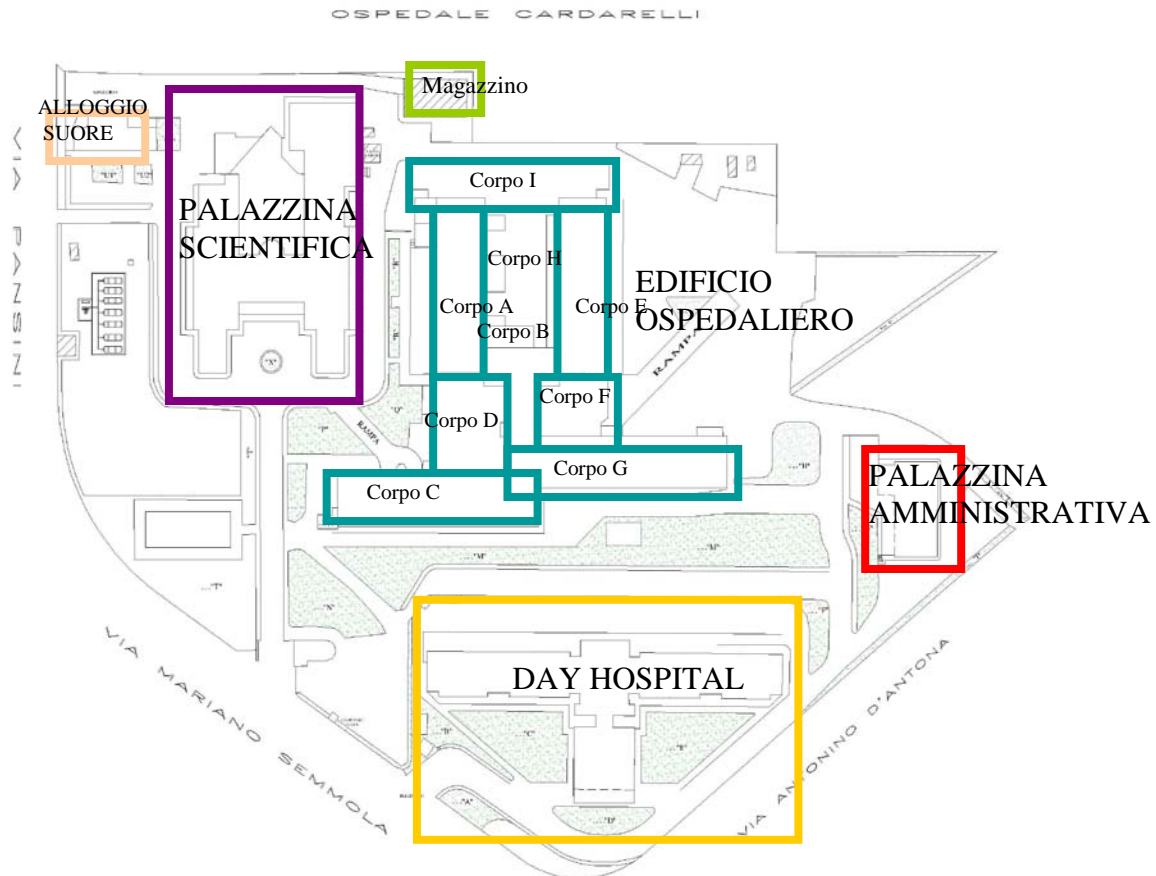 OSPEDALE CARDARELLI
Magazzino
ALLOGGIO
SUORE
VIA PANSINI
PALAZZINA
SCIENTIFICA
Corpo I
Corpo H
Corpo A
Corpo E
Corpo B
EDIFICIO
OSPEDALIERO
RAMPA
Corpo F
Corpo D
RAMPA
Corpo G
Corpo C
PALAZZINA
AMMINISTRATIVA
"X"
"P"
"Q"
..."H"
..."M"
..."M"
..."T"
..."N"
DAY HOSPITAL
..."C"
..."A"
..."D"
VIA MARIANO SEMMOLA
VIA ANTONINO D'ANTONA